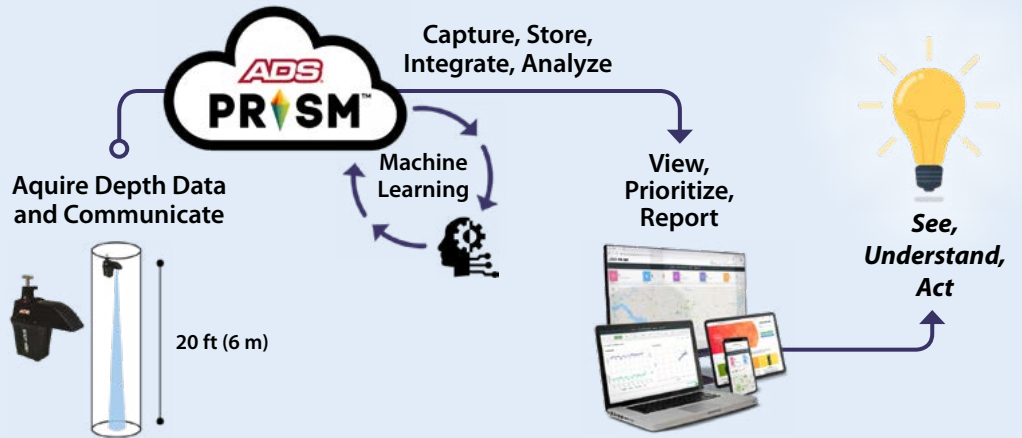 ADS
PRISM™
Capture, Store,
Integrate, Analyze
Machine
Learning
Aquire Depth Data
and Communicate
20 ft (6 m)
View,
Prioritize,
Report
See,
Understand,
Act